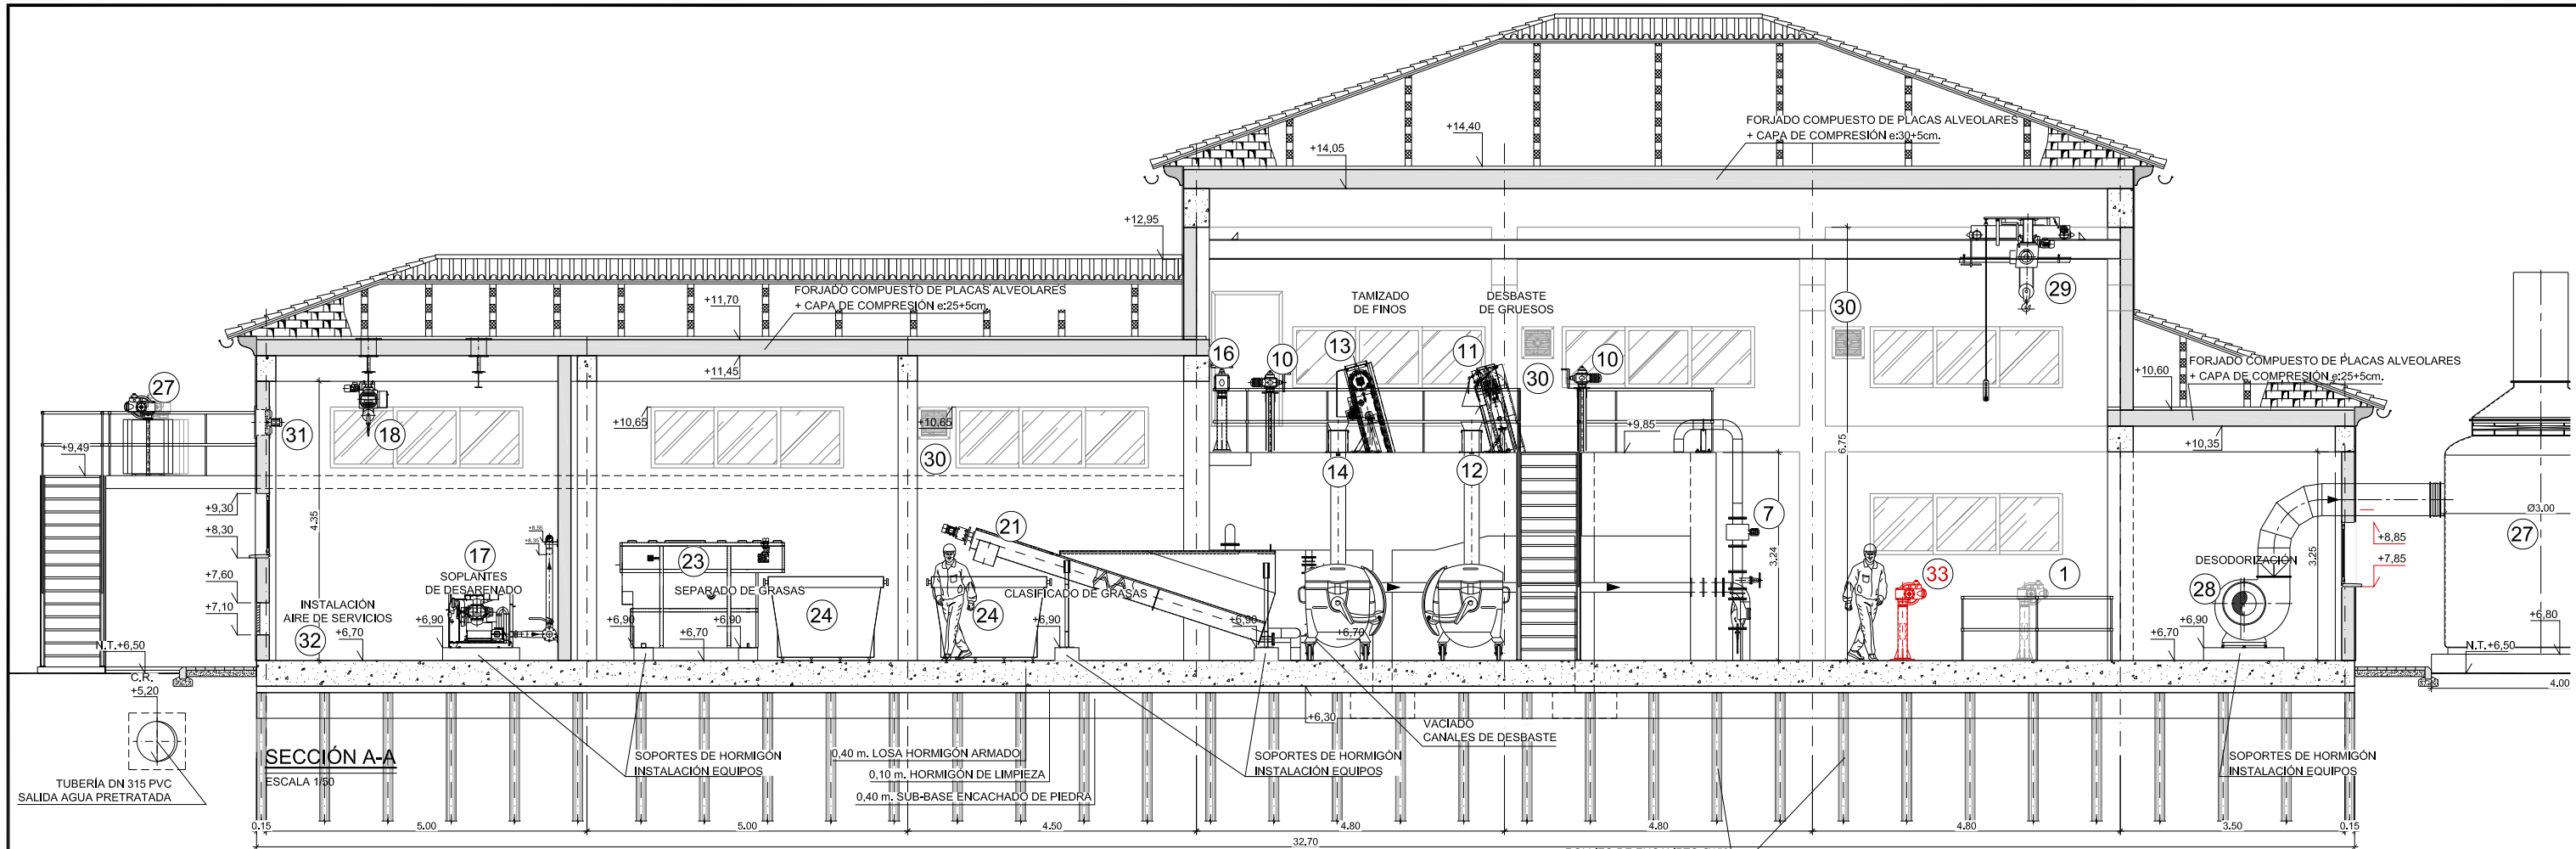 FORJADO COMPUESTO DE PLACAS ALVEOLARES
+ CAPA DE COMPRESIÓN e:30+5cm.
+14,40
+14,05
+12,95
FORJADO COMPUESTO DE PLACAS ALVEOLARES
+ CAPA DE COMPRESIÓN e:25+5cm.
+11,70
+11,45
TAMIZADO
DE FINOS
DESBASTE
DE GRUESOS
29
30
6,75
FORJADO COMPUESTO DE PLACAS ALVEOLARES
+ CAPA DE COMPRESIÓN e:25+5cm.
+10,60
+10,35
16
10
13
11
30
10
27
31
18
+10,65
+10,65
30
+9,85
+9,49
14
12
+9,30
+8,30
+7,60
+7,10
4,35
7
3,24
3,25
Ø3.00
27
+8,85
+7,85
21
17
SOPLANTES
DE DESARENADO
+8,55
+8,35
23
SEPARADO DE GRASAS
24
24
CLASIFICADO DE GRASAS
INSTALACIÓN
AIRE DE SERVICIOS
32
+6,70
+6,90
+6,90
+6,70
+6,90
+6,90
+6,90
+6,70
33
1
DESODORIZACIÓN
28
+6,90
+6,70
+6,80
N.T.+6,50
N.T.+6,50
4.00
C.R.
+5,20
+6,30
VACIADO
CANALES DE DESBASTE
SECCIÓN A-A
ESCALA 1/50
TUBERÍA DN 315 PVC
SALIDA AGUA PRETRATADA
SOPORTES DE HORMIGÓN
INSTALACIÓN EQUIPOS
0,40 m. LOSA HORMIGÓN ARMADO
0,10 m. HORMIGÓN DE LIMPIEZA
0,40 m. SUB-BASE ENCACHADO DE PIEDRA
SOPORTES DE HORMIGÓN
INSTALACIÓN EQUIPOS
SOPORTES DE HORMIGÓN
INSTALACIÓN EQUIPOS
0.15
5.00
5.00
4.50
4.80
4.80
4.80
3.50
0.15
32.70